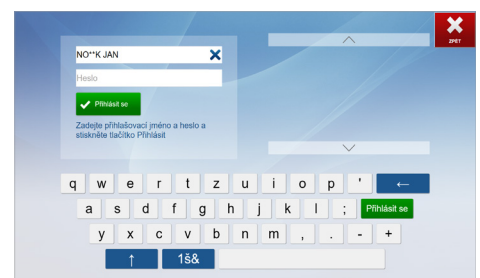 ZPĚT
NO**K JAN
Heslo
Přihlásit se
Zadejte přihlašovací jméno a heslo a
stiskněte tlačítko Přihlásit
q w e r t z u i o p ' ←
a s d f g h j k l ; Přihlásit se
y x c v b n m , . - +
↑ 1š&